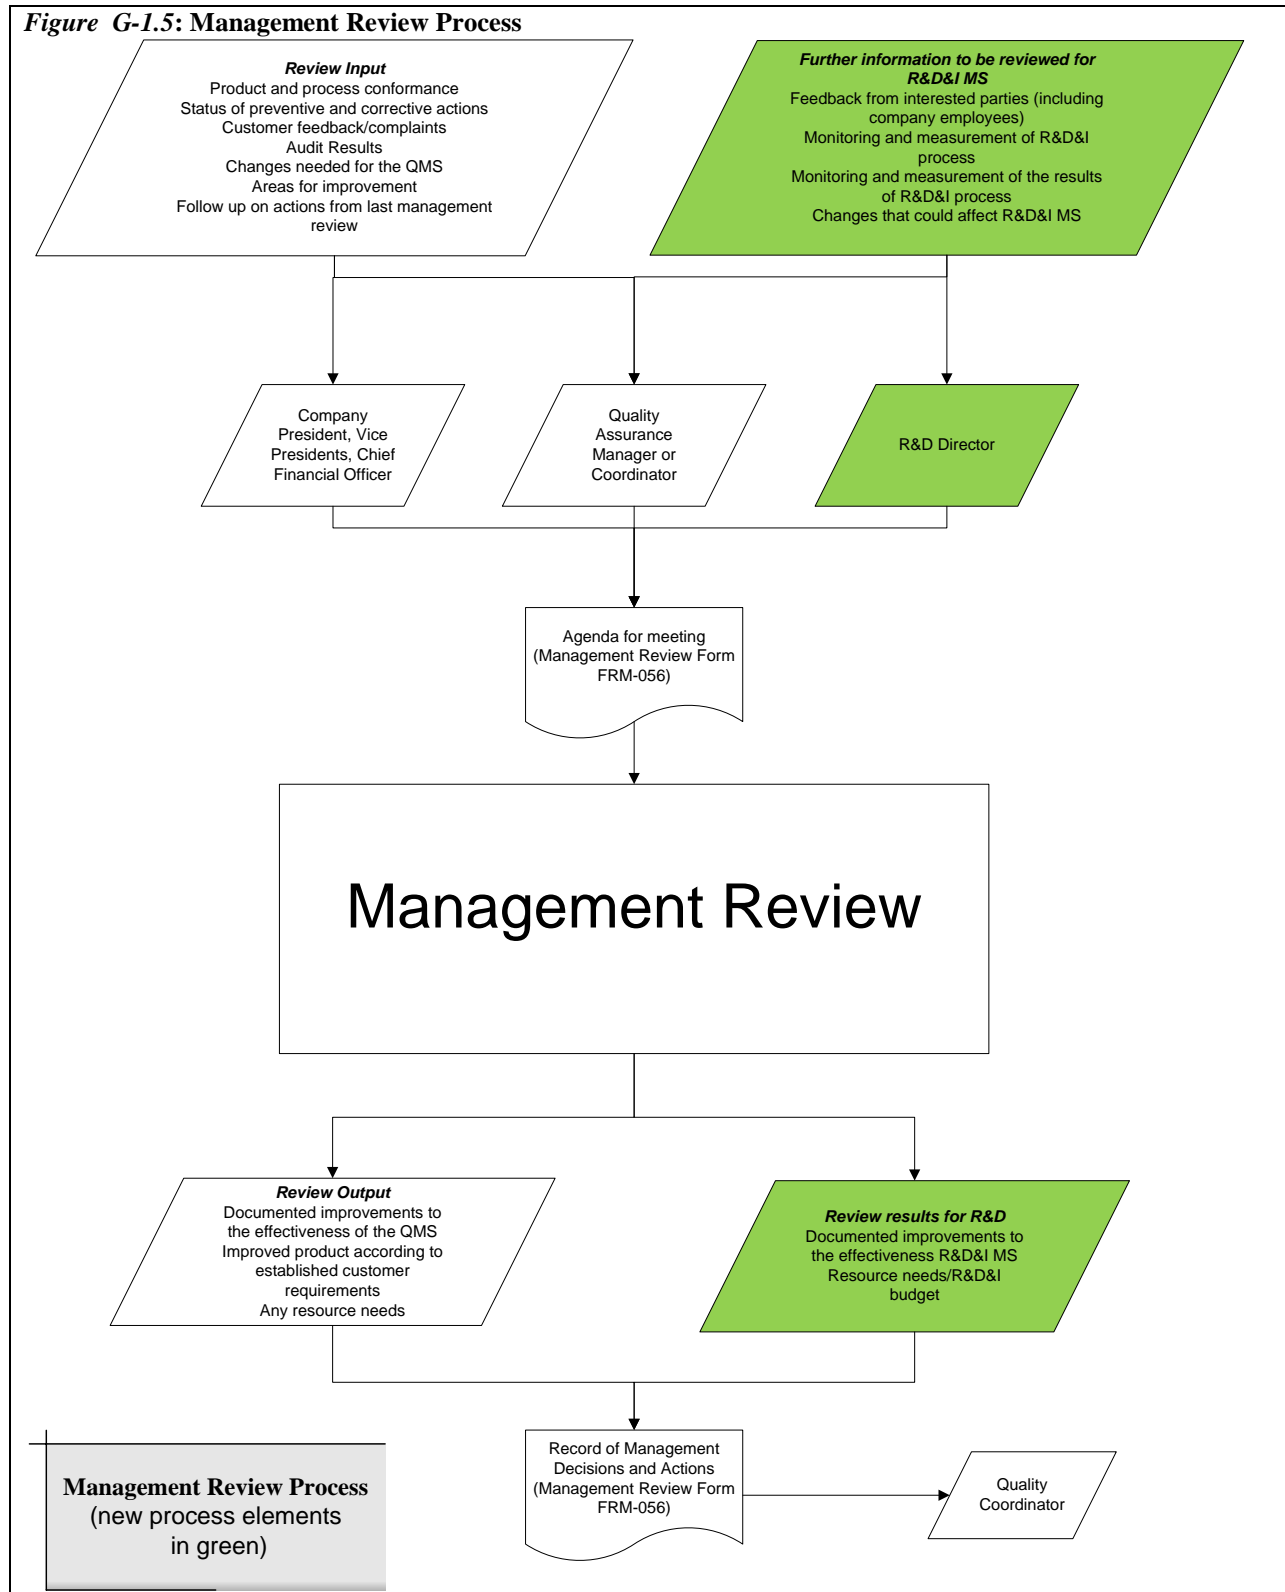 Figure G-1.5: Management Review Process
Review Input
Product and process conformance
Status of preventive and corrective actions
Customer feedback/complaints
Audit Results
Changes needed for the QMS
Areas for improvement
Follow up on actions from last management
review
Further information to be reviewed for
R&D&I MS
Feedback from interested parties (including
company employees)
Monitoring and measurement of R&D&I
process
Monitoring and measurement of the results
of R&D&I process
Changes that could affect R&D&I MS
Company
President, Vice
Presidents, Chief
Financial Officer
Quality
Assurance
Manager or
Coordinator
R&D Director
Agenda for meeting
(Management Review Form
FRM-056)
Management Review
Review Output
Documented improvements to
the effectiveness of the QMS
Improved product according to
established customer
requirements
Any resource needs
Review results for R&D
Documented improvements to
the effectiveness R&D&I MS
Resource needs/R&D&I
budget
Record of Management
Decisions and Actions
(Management Review Form
FRM-056)
Quality
Coordinator
Management Review Process
(new process elements
in green)